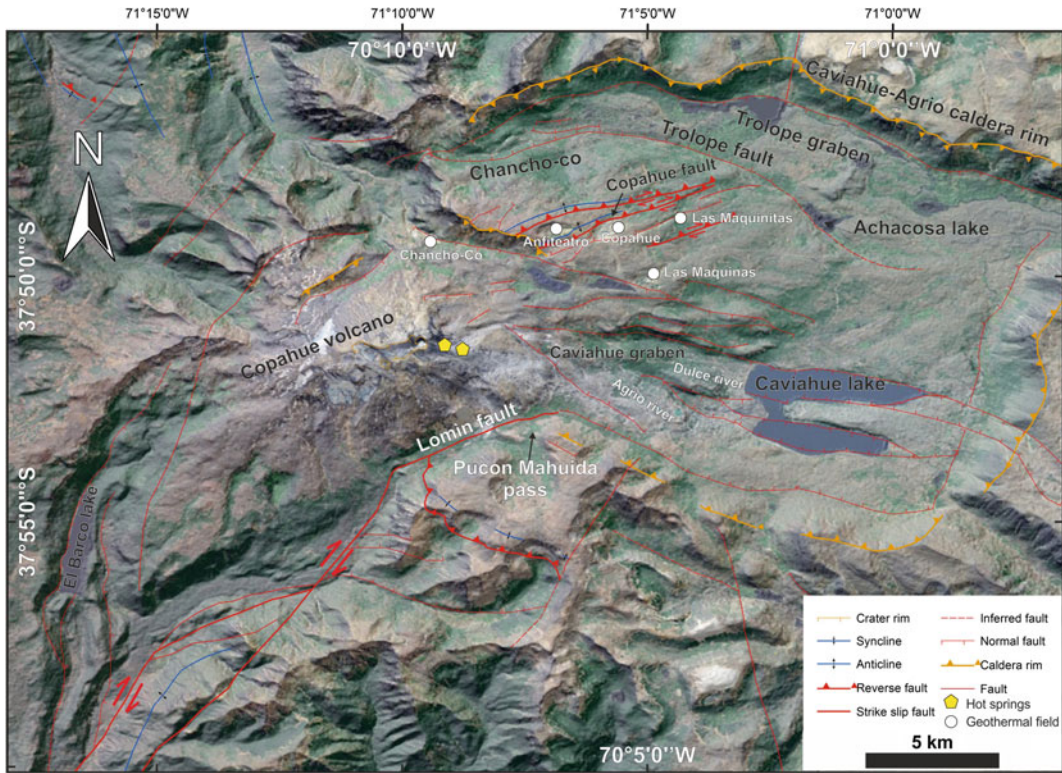 71°15'0"W
71°10'0"W
71°5'0"W
71°0'0"W
70°10'0''W
71°0'0''W
Caviahue-Agrio caldera rim
Trolope graben
Trolope fault
N
Chancho-co
Copahue fault
Las Maquinitas
Achacosa lake
Anfiteatro
Copahue
Chancho-Co
Las Maquinas
37°50'0''°S
Copahue volcano
Caviahue graben
Dulce river
Caviahue lake
Agrio river
Lomin fault
Pucon Mahuida
pass
37°55'0''°S
El Barco lake
70°5'0''W
Crater rim
Syncline
Anticline
Reverse fault
Strike slip fault
Inferred fault
Normal fault
Caldera rim
Fault
Hot springs
Geothermal field
5 km